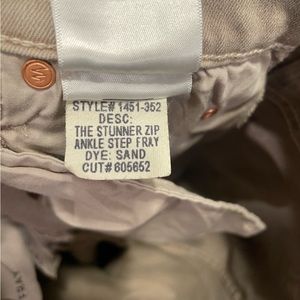 STYLE# 1451-352
DESC:
THE STUNNER ZIP
ANKLE STEP FRAY
DYE: SAND
CUT# 605652